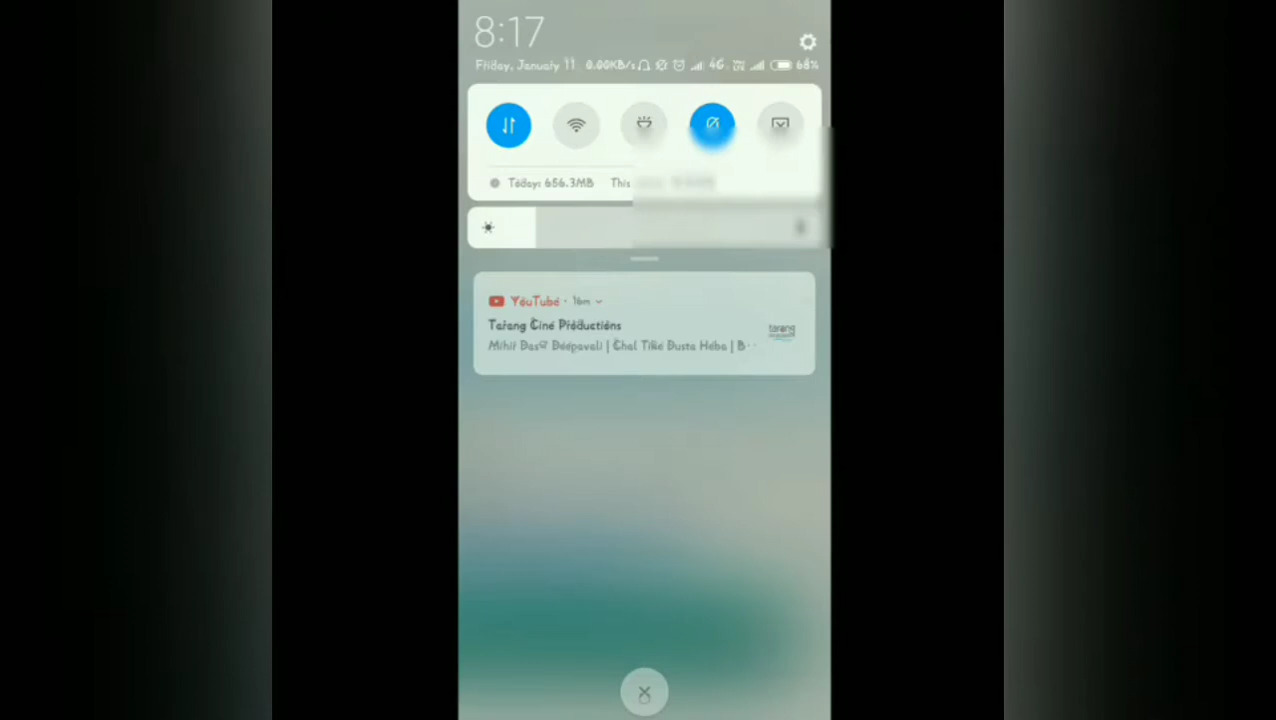 8:17
Friday, January 11 0.00KB/s 4G 68%
Today: 656.3MB This
YouTube · 16m
Tarang Cine Productions
Mihir Das Deepavali | Chal Tike Dusta Heba | B··
tarang